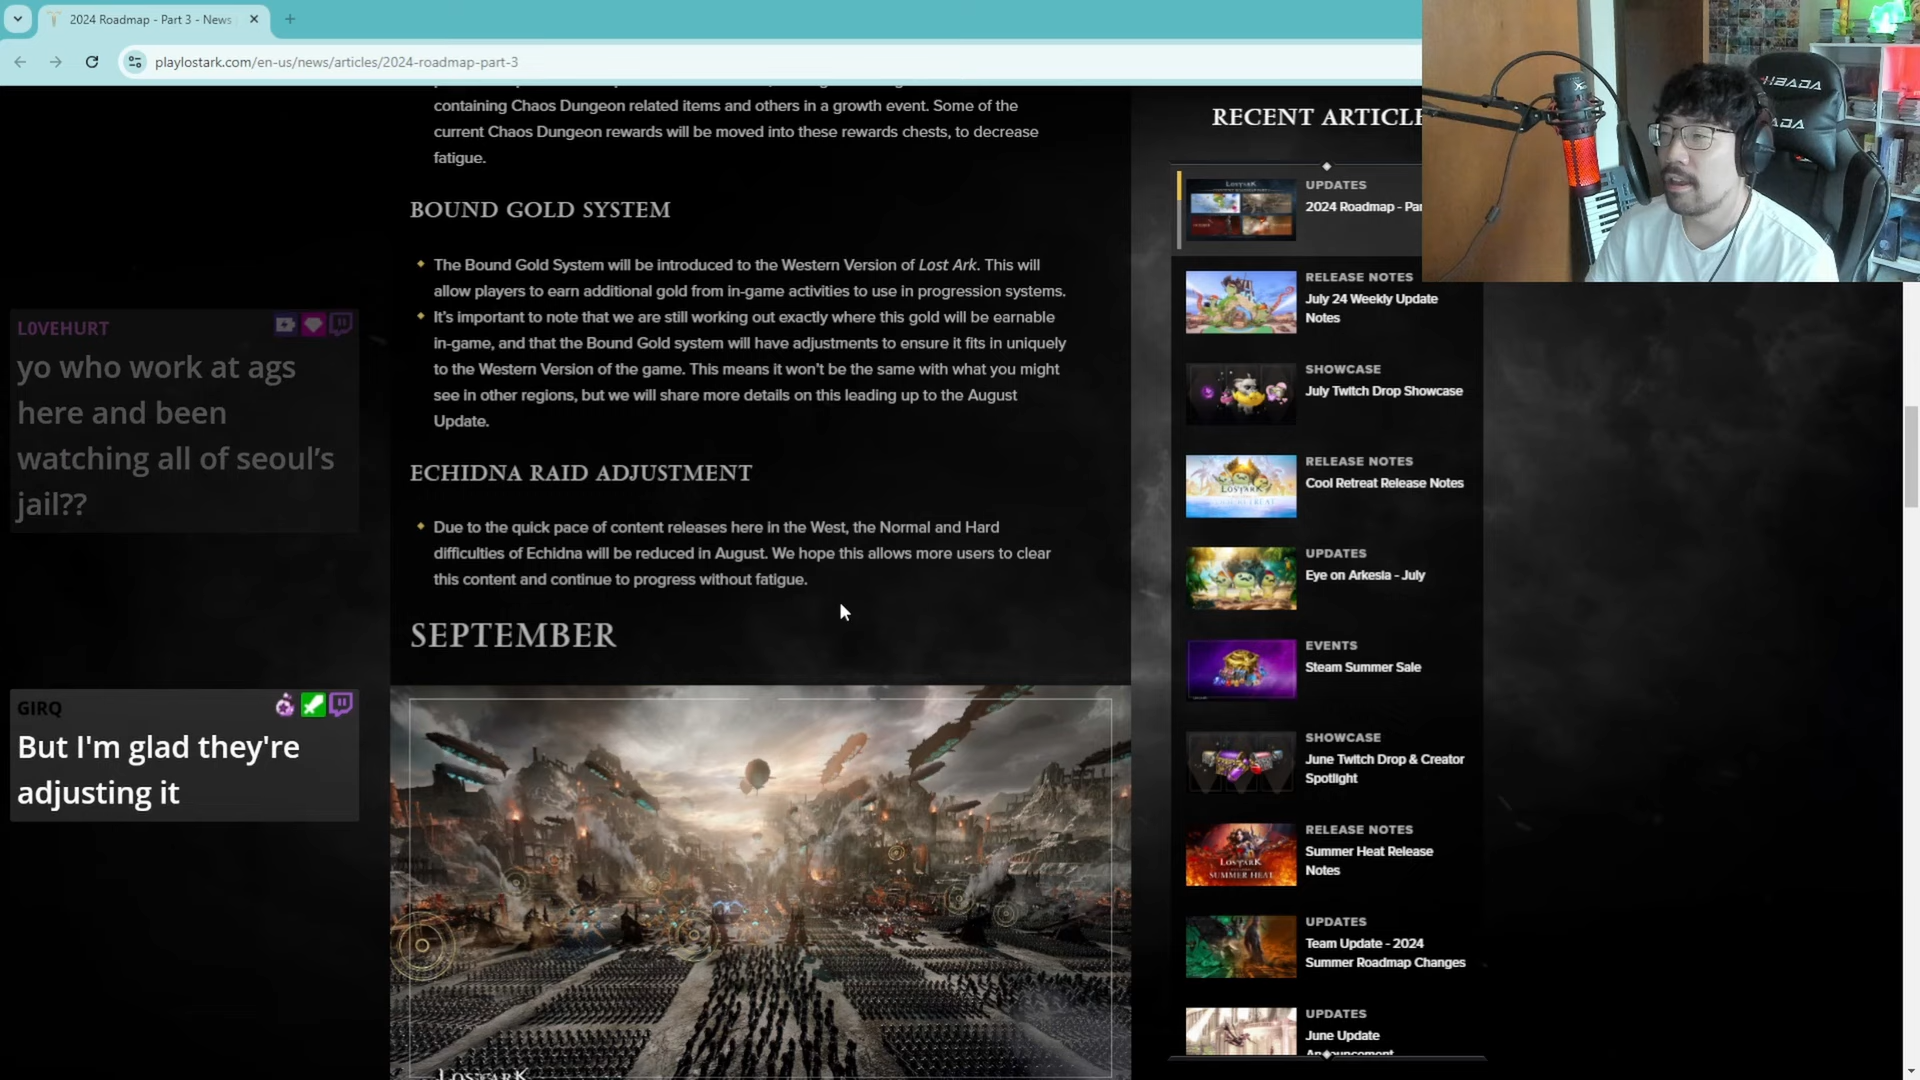 2024 Roadmap - Part 3 - News
playlostark.com/en-us/news/articles/2024-roadmap-part-3
containing Chaos Dungeon related items and others in a growth event. Some of the
current Chaos Dungeon rewards will be moved into these rewards chests, to decrease
fatigue.
BOUND GOLD SYSTEM
The Bound Gold System will be introduced to the Western Version of Lost Ark. This will
allow players to earn additional gold from in-game activities to use in progression systems.
It's important to note that we are still working out exactly where this gold will be earnable
in-game, and that the Bound Gold system will have adjustments to ensure it fits in uniquely
to the Western Version of the game. This means it won't be the same with what you might
see in other regions, but we will share more details on this leading up to the August
Update.
ECHIDNA RAID ADJUSTMENT
Due to the quick pace of content releases here in the West, the Normal and Hard
difficulties of Echidna will be reduced in August. We hope this allows more users to clear
this content and continue to progress without fatigue.
SEPTEMBER
LOST ARK
L0VEHURT
yo who work at ags
here and been
watching all of seoul's
jail??
GIRQ
But I'm glad they're
adjusting it
RECENT ARTICLE
UPDATES
2024 Roadmap - Par
RELEASE NOTES
July 24 Weekly Update
Notes
SHOWCASE
July Twitch Drop Showcase
RELEASE NOTES
Cool Retreat Release Notes
UPDATES
Eye on Arkesia - July
EVENTS
Steam Summer Sale
SHOWCASE
June Twitch Drop & Creator
Spotlight
RELEASE NOTES
Summer Heat Release
Notes
LOST ARK
SUMMER HEAT
UPDATES
Team Update - 2024
Summer Roadmap Changes
UPDATES
June Update
Announcement
HBADA